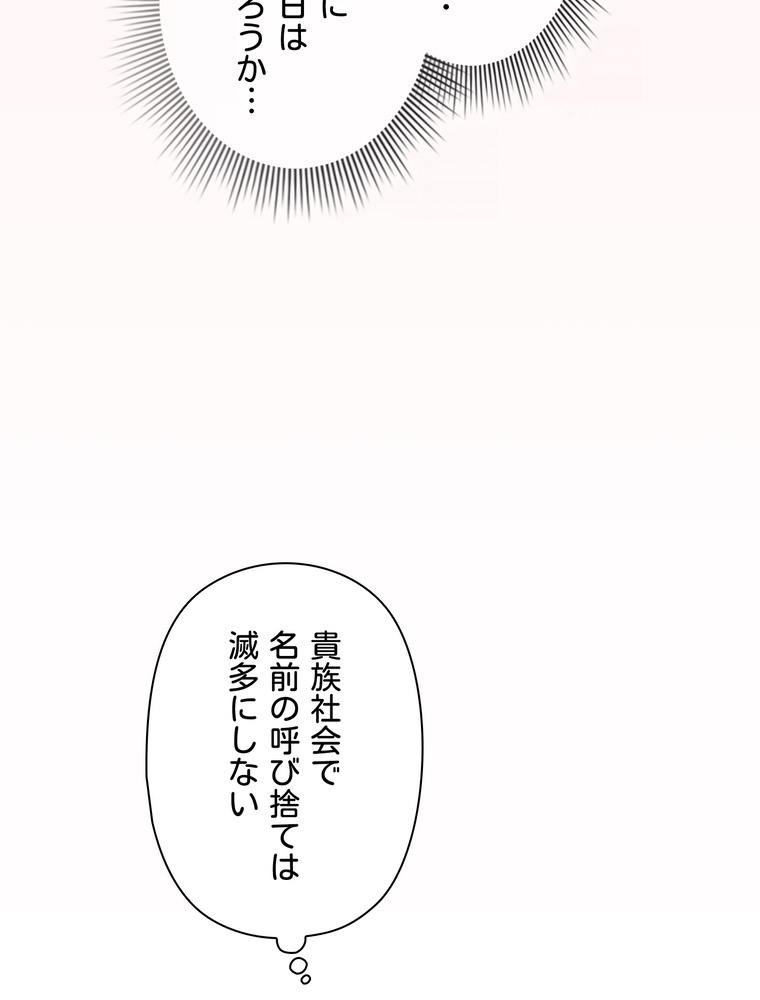 に
日は
ろうか…
貴族社会で
名前の呼び捨ては
滅多にしない